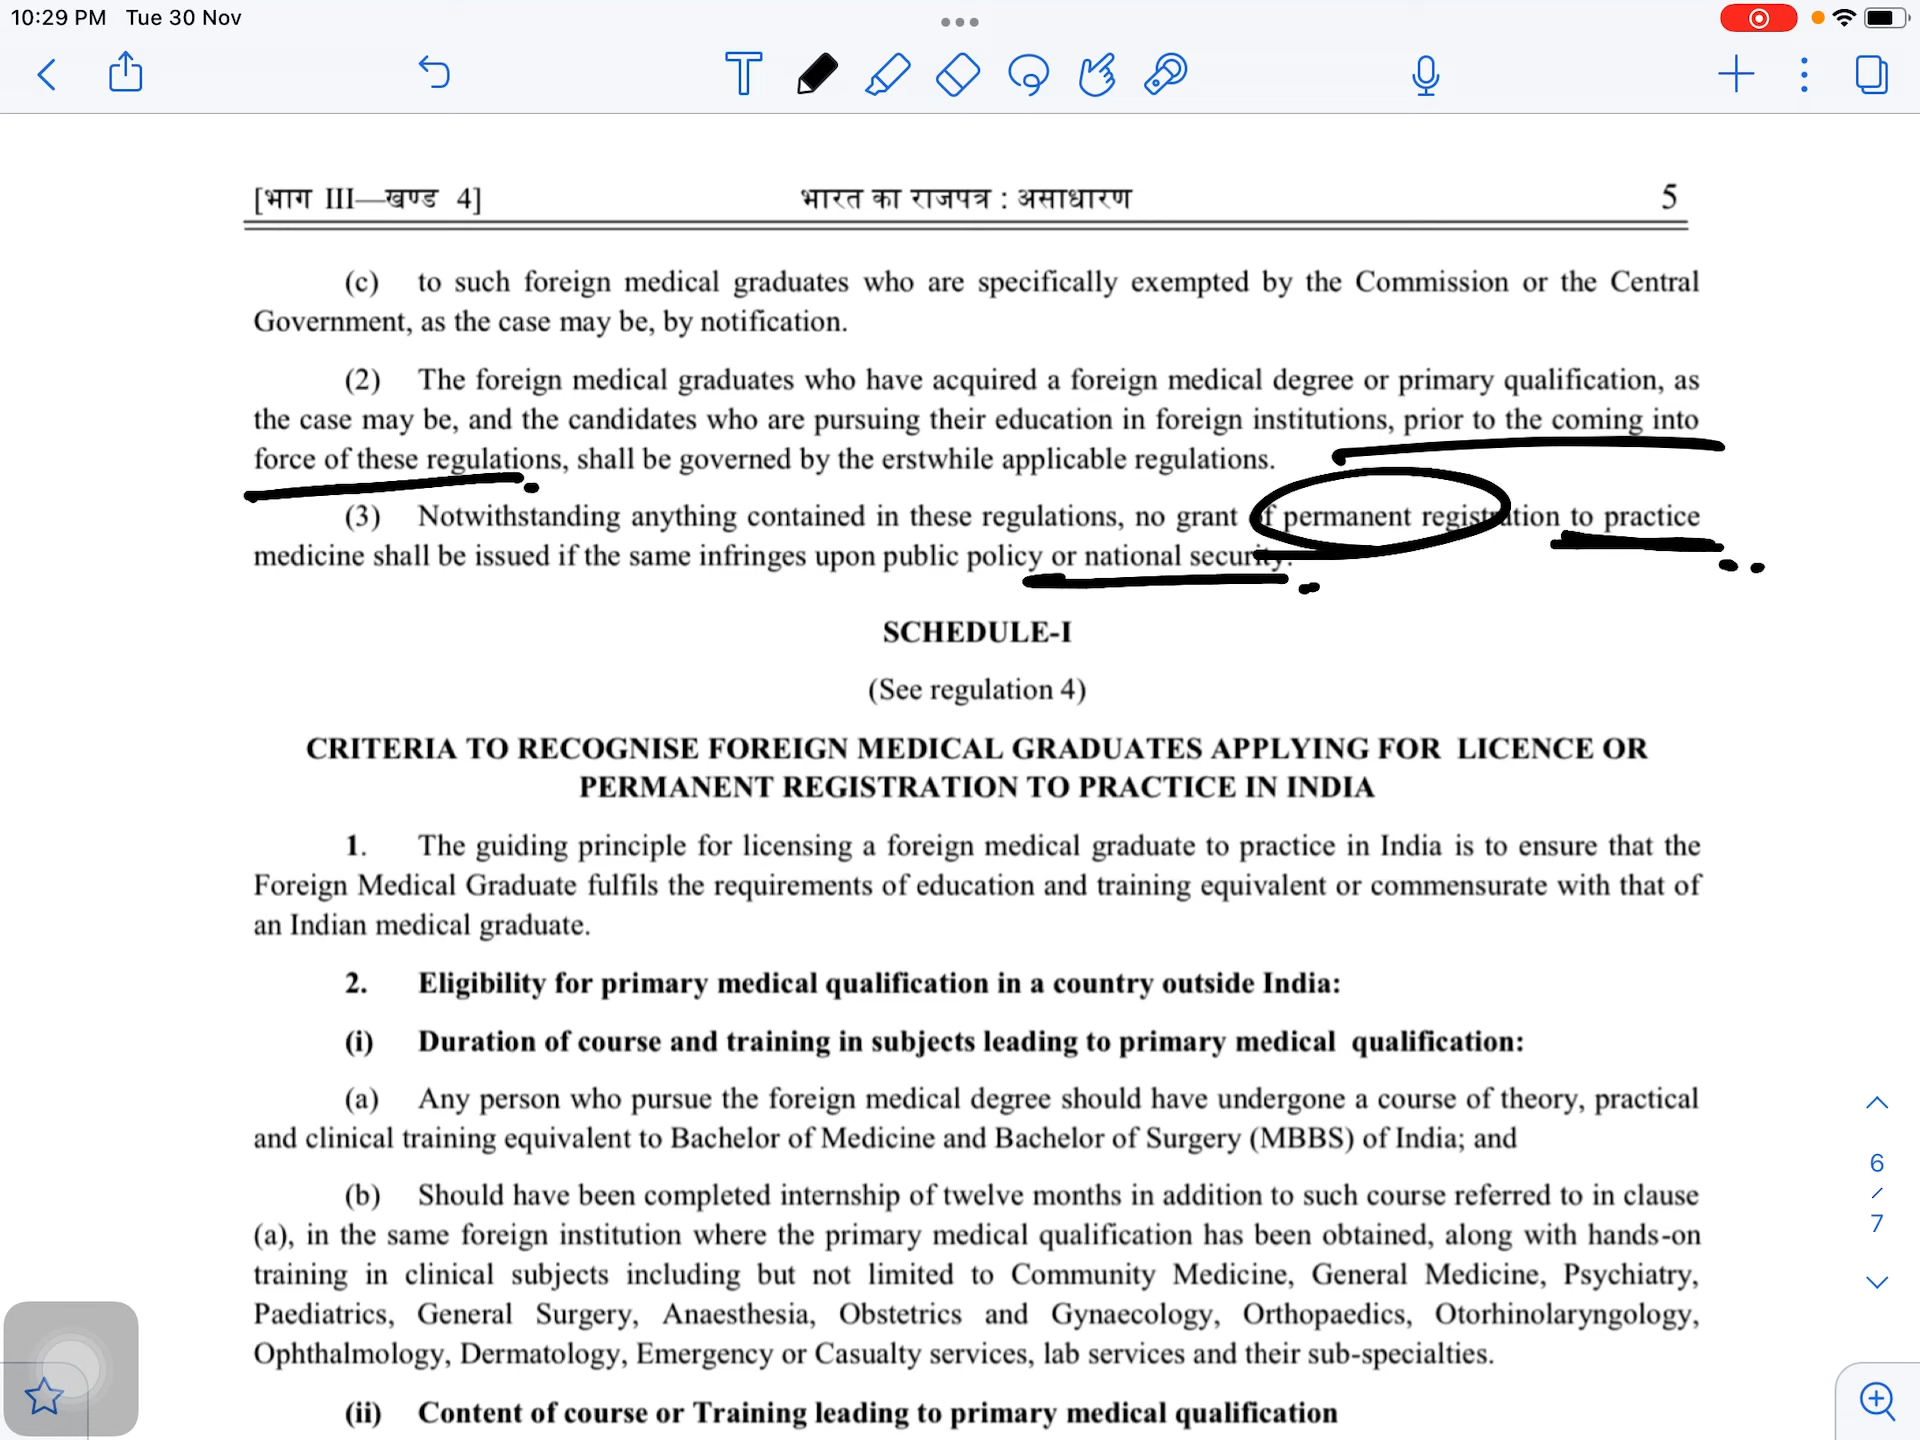 10:29 PM Tue 30 Nov
T
[भाग III—खण्ड 4] भारत का राजपत्र : असाधारण 5
(c) to such foreign medical graduates who are specifically exempted by the Commission or the Central
Government, as the case may be, by notification.
(2) The foreign medical graduates who have acquired a foreign medical degree or primary qualification, as
the case may be, and the candidates who are pursuing their education in foreign institutions, prior to the coming into
force of these regulations, shall be governed by the erstwhile applicable regulations.
(3) Notwithstanding anything contained in these regulations, no grant of permanent registration to practice
medicine shall be issued if the same infringes upon public policy or national security.
SCHEDULE-I
(See regulation 4)
CRITERIA TO RECOGNISE FOREIGN MEDICAL GRADUATES APPLYING FOR LICENCE OR
PERMANENT REGISTRATION TO PRACTICE IN INDIA
1. The guiding principle for licensing a foreign medical graduate to practice in India is to ensure that the
Foreign Medical Graduate fulfils the requirements of education and training equivalent or commensurate with that of
an Indian medical graduate.
2. Eligibility for primary medical qualification in a country outside India:
(i) Duration of course and training in subjects leading to primary medical qualification:
(a) Any person who pursue the foreign medical degree should have undergone a course of theory, practical
and clinical training equivalent to Bachelor of Medicine and Bachelor of Surgery (MBBS) of India; and
(b) Should have been completed internship of twelve months in addition to such course referred to in clause
(a), in the same foreign institution where the primary medical qualification has been obtained, along with hands-on
training in clinical subjects including but not limited to Community Medicine, General Medicine, Psychiatry,
Paediatrics, General Surgery, Anaesthesia, Obstetrics and Gynaecology, Orthopaedics, Otorhinolaryngology,
Ophthalmology, Dermatology, Emergency or Casualty services, lab services and their sub-specialties.
(ii) Content of course or Training leading to primary medical qualification
6
/
7